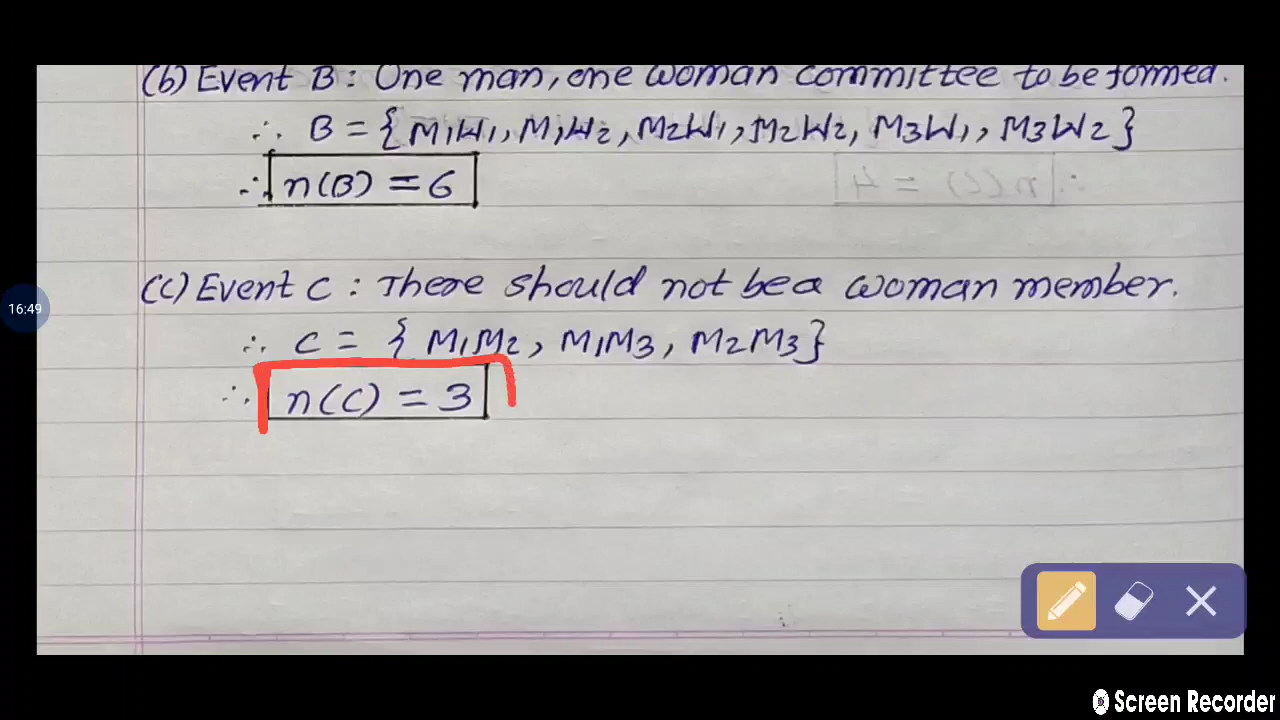 (b) Event B : One man, one woman committee to be formed.
∴ B = {M1W1, M1W2, M2W1, M2W2, M3W1, M3W2}
∴ n(B) = 6
∴ n(C) = 4
(C) Event C : There should not be a woman member.
∴ C = { M1M2, M1M3, M2M3}
∴ n(C) = 3
16:49
Screen Recorder